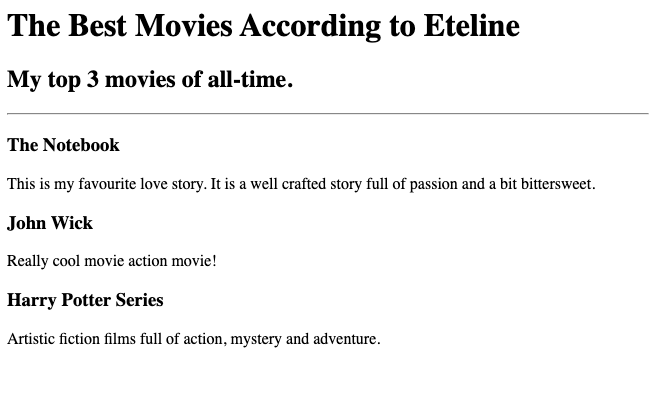 The Best Movies According to Eteline
My top 3 movies of all-time.
The Notebook
This is my favourite love story. It is a well crafted story full of passion and a bit bittersweet.
John Wick
Really cool movie action movie!
Harry Potter Series
Artistic fiction films full of action, mystery and adventure.